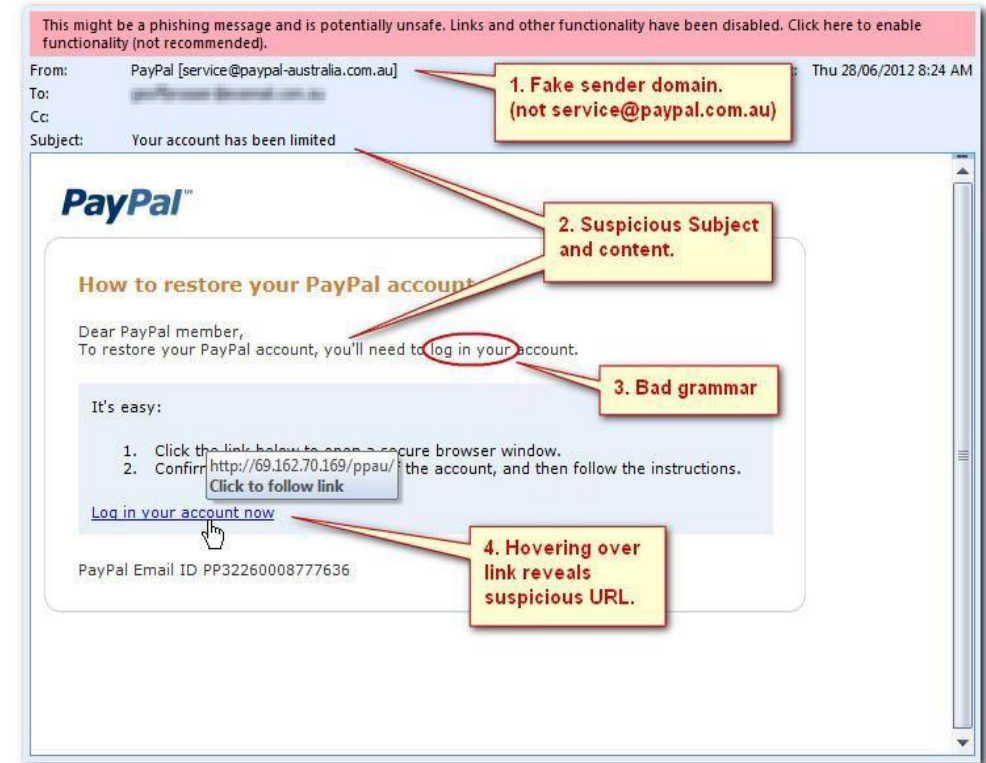 This might be a phishing message and is potentially unsafe. Links and other functionality have been disabled. Click here to enable
functionality (not recommended).
From: PayPal [service@paypal-australia.com.au]
Thu 28/06/2012 8:24 AM
1. Fake sender domain.
(not service@paypal.com.au)
To:
Cc:
Subject: Your account has been limited
PayPal™
2. Suspicious Subject
and content.
How to restore your PayPal account
Dear PayPal member,
To restore your PayPal account, you'll need to log in your account.
3. Bad grammar
It's easy:
1. Click the link below to open a secure browser window.
2. Confirm the account, and then follow the instructions.
http://69.162.70.169/ppau/
Click to follow link
Log in your account now
4. Hovering over
link reveals
suspicious URL.
PayPal Email ID PP32260008777636